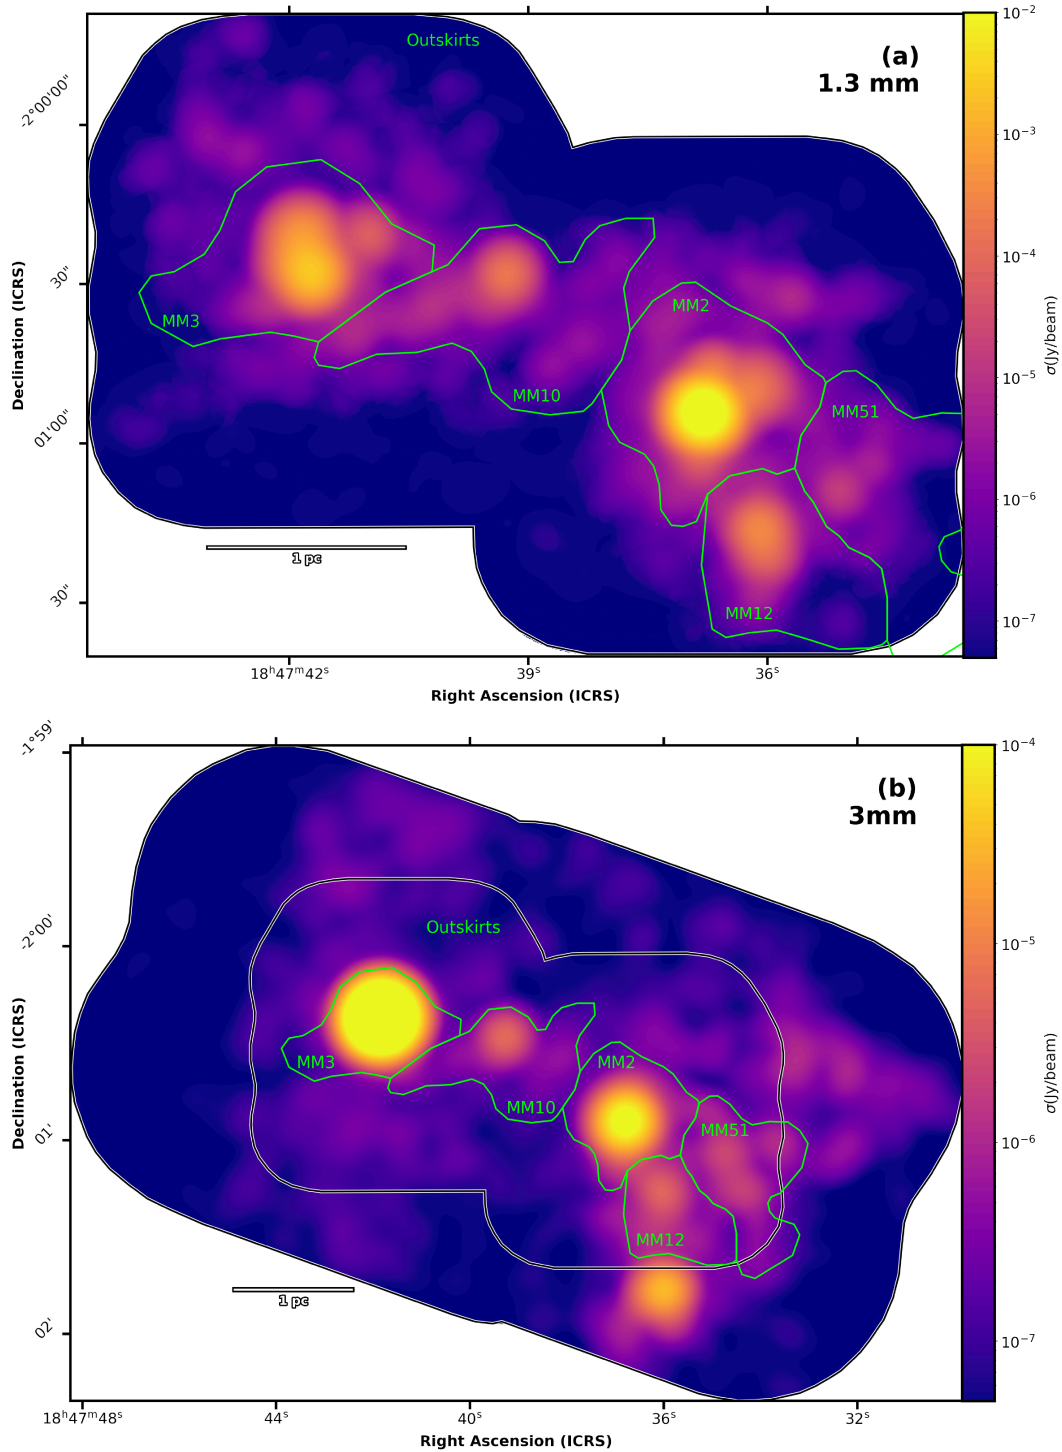 Outskirts
(a)
1.3 mm
10⁻²
-2°00'00"
10⁻³
10⁻⁴
30"
MM3
MM2
Declination (ICRS)
σ(Jy/beam)
10⁻⁵
MM10
MM51
01'00"
10⁻⁶
1 pc
30"
MM12
10⁻⁷
18ʰ47ᵐ42ˢ
39ˢ
36ˢ
Right Ascension (ICRS)
-1°59'
10⁻⁴
(b)
3mm
Outskirts
-2°00'
10⁻⁵
MM3
MM2
Declination (ICRS)
σ(Jy/beam)
MM10
MM51
01'
10⁻⁶
MM12
1 pc
02'
10⁻⁷
18ʰ47ᵐ48ˢ
44ˢ
40ˢ
36ˢ
32ˢ
Right Ascension (ICRS)